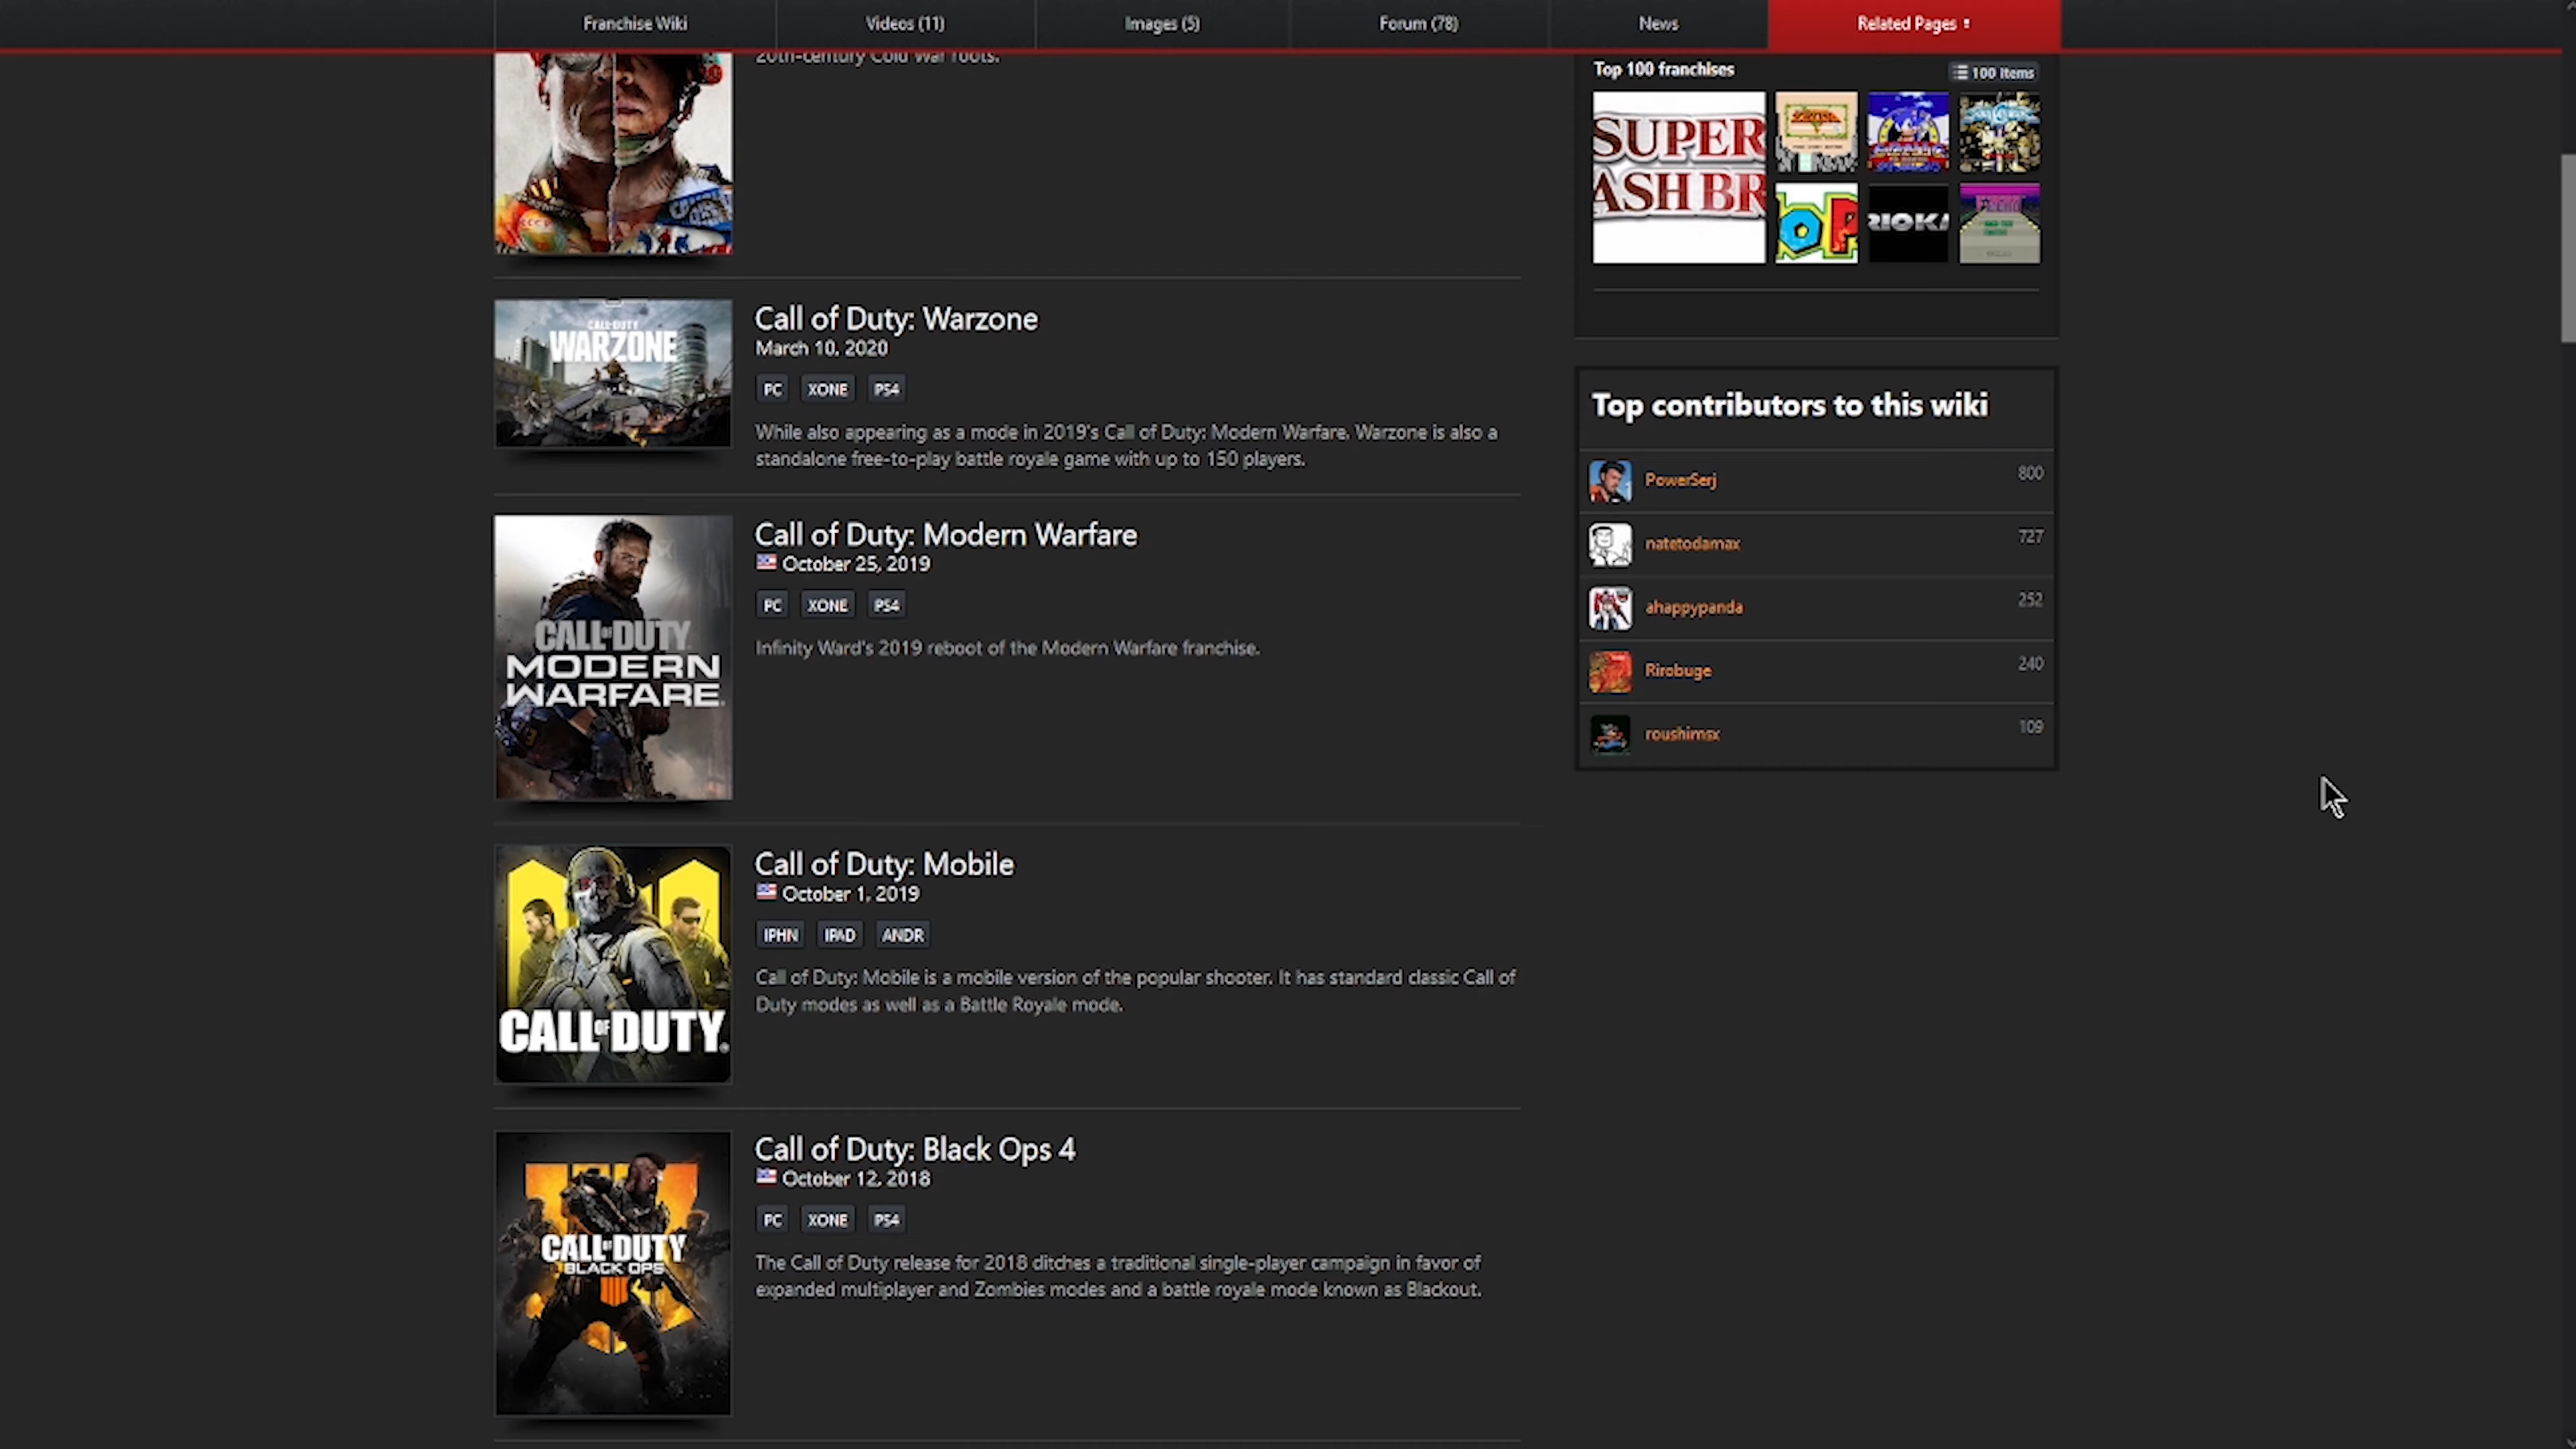 Franchise Wiki
Videos (11)
Images (5)
Forum (78)
News
Related Pages
20th-century Cold War roots.
Call of Duty: Warzone
March 10, 2020
PC XONE PS4
While also appearing as a mode in 2019's Call of Duty: Modern Warfare, Warzone is also a
standalone free-to-play battle royale game with up to 150 players.
CALL OF DUTY
WARZONE
Call of Duty: Modern Warfare
October 25, 2019
PC XONE PS4
Infinity Ward's 2019 reboot of the Modern Warfare franchise.
CALL OF DUTY
MODERN
WARFARE
Call of Duty: Mobile
October 1, 2019
IPHN IPAD ANDR
Call of Duty: Mobile is a mobile version of the popular shooter. It has standard classic Call of
Duty modes as well as a Battle Royale mode.
CALL OF DUTY
Call of Duty: Black Ops 4
October 12, 2018
PC XONE PS4
The Call of Duty release for 2018 ditches a traditional single-player campaign in favor of
expanded multiplayer and Zombies modes and a battle royale mode known as Blackout.
CALL OF DUTY
BLACK OPS
Top 100 franchises
100 items
SUPER
ASH BR
OP
RIOKA
Top contributors to this wiki
PowerSerj 800
natetodamax 727
ahappypanda 252
Rirobuge 240
roushimsx 109